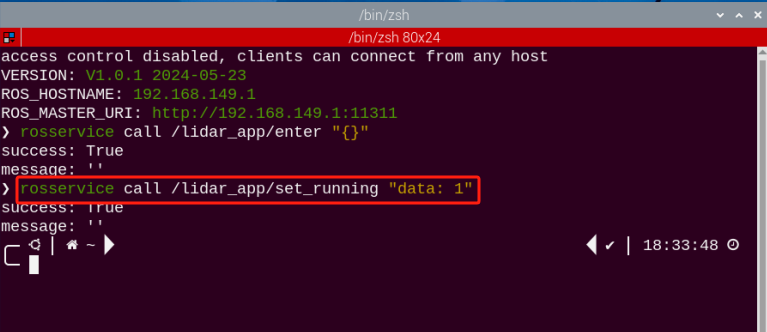 /bin/zsh
/bin/zsh 80x24
access control disabled, clients can connect from any host
VERSION: V1.0.1 2024-05-23
ROS_HOSTNAME: 192.168.149.1
ROS_MASTER_URI: http://192.168.149.1:11311
❯ rosservice call /lidar_app/enter "{}"
success: True
message: ''
❯ rosservice call /lidar_app/set_running "data: 1"
success: True
message: ''
~ ✔ 18:33:48